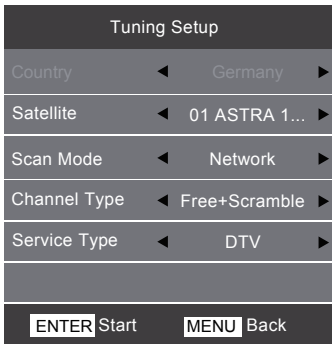 Tuning Setup
Country Germany
Satellite 01 ASTRA 1...
Scan Mode Network
Channel Type Free+Scramble
Service Type DTV
ENTER Start MENU Back